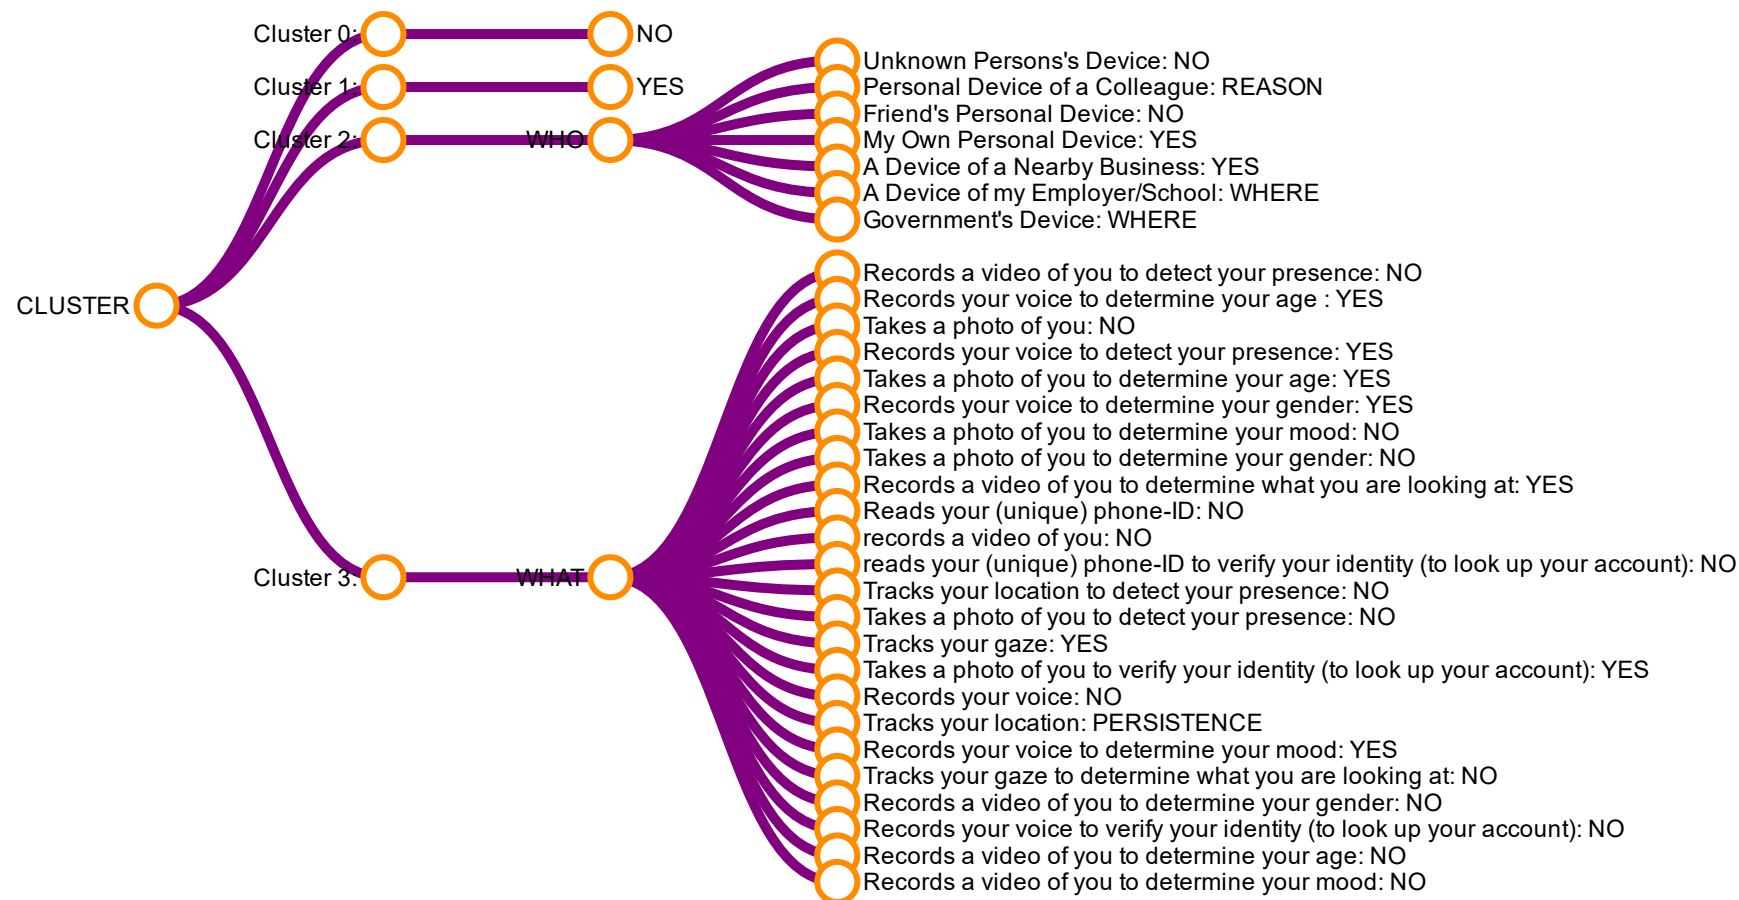 Cluster 0:
NO
Unknown Persons's Device: NO
Cluster 1:
YES
Personal Device of a Colleague: REASON
Friend's Personal Device: NO
Cluster 2:
WHO
My Own Personal Device: YES
A Device of a Nearby Business: YES
A Device of my Employer/School: WHERE
Government's Device: WHERE
CLUSTER
Records a video of you to detect your presence: NO
Records your voice to determine your age : YES
Takes a photo of you: NO
Records your voice to detect your presence: YES
Takes a photo of you to determine your age: YES
Records your voice to determine your gender: YES
Takes a photo of you to determine your mood: NO
Takes a photo of you to determine your gender: NO
Records a video of you to determine what you are looking at: YES
Reads your (unique) phone-ID: NO
records a video of you: NO
reads your (unique) phone-ID to verify your identity (to look up your account): NO
Cluster 3:
WHAT
Tracks your location to detect your presence: NO
Takes a photo of you to detect your presence: NO
Tracks your gaze: YES
Takes a photo of you to verify your identity (to look up your account): YES
Records your voice: NO
Tracks your location: PERSISTENCE
Records your voice to determine your mood: YES
Tracks your gaze to determine what you are looking at: NO
Records a video of you to determine your gender: NO
Records your voice to verify your identity (to look up your account): NO
Records a video of you to determine your age: NO
Records a video of you to determine your mood: NO